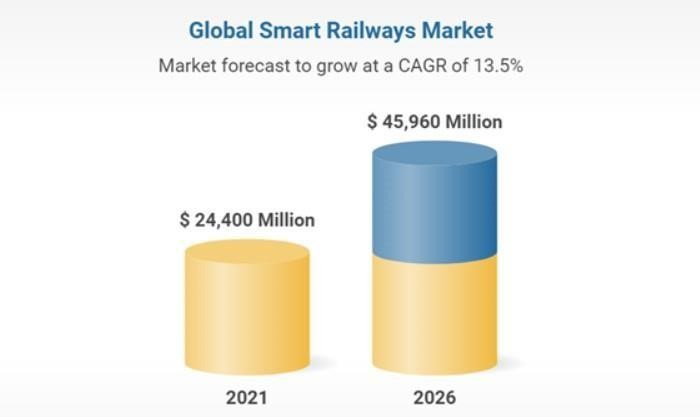 Global Smart Railways Market
Market forecast to grow at a CAGR of 13.5%
$ 45,960 Million
$ 24,400 Million
2021
2026